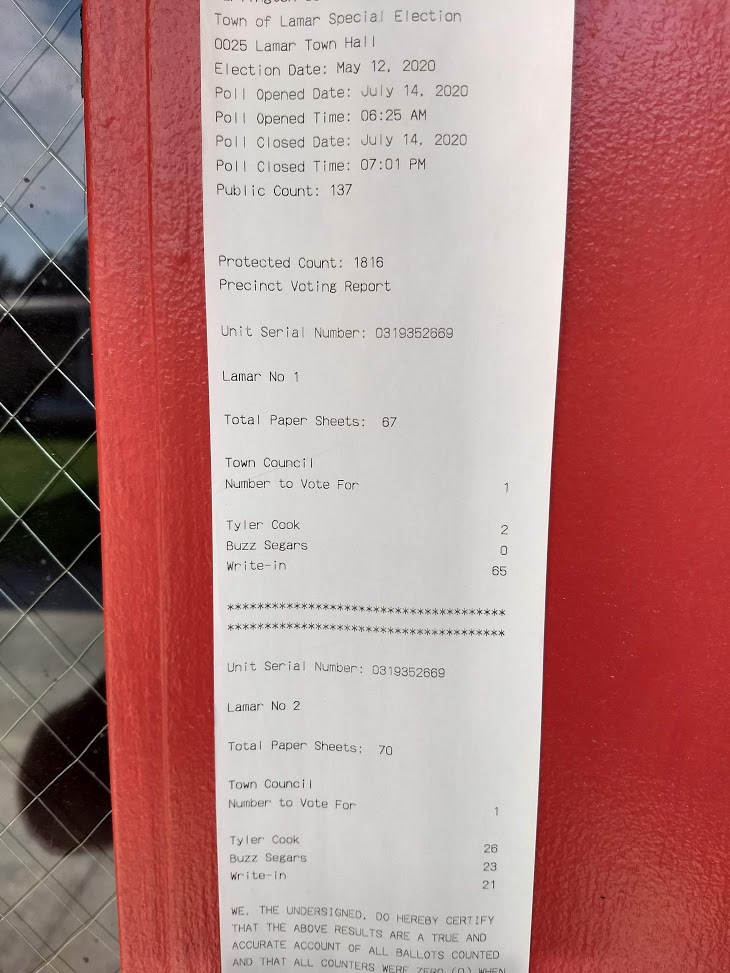 Town of Lamar Special Election
0025 Lamar Town Hall
Election Date: May 12, 2020
Poll Opened Date: July 14, 2020
Poll Opened Time: 06:25 AM
Poll Closed Date: July 14, 2020
Poll Closed Time: 07:01 PM
Public Count: 137
Protected Count: 1816
Precinct Voting Report
Unit Serial Number: 0319352669
Lamar No 1
Total Paper Sheets: 67
Town Council
Number to Vote For 1
Tyler Cook 2
Buzz Segars 0
Write-in 65
*************************************
*************************************
Unit Serial Number: 0319352669
Lamar No 2
Total Paper Sheets: 70
Town Council
Number to Vote For 1
Tyler Cook 26
Buzz Segars 23
Write-in 21
WE, THE UNDERSIGNED, DO HEREBY CERTIFY
THAT THE ABOVE RESULTS ARE A TRUE AND
ACCURATE ACCOUNT OF ALL BALLOTS COUNTED
AND THAT ALL COUNTERS WERE ZERO (0) WHEN